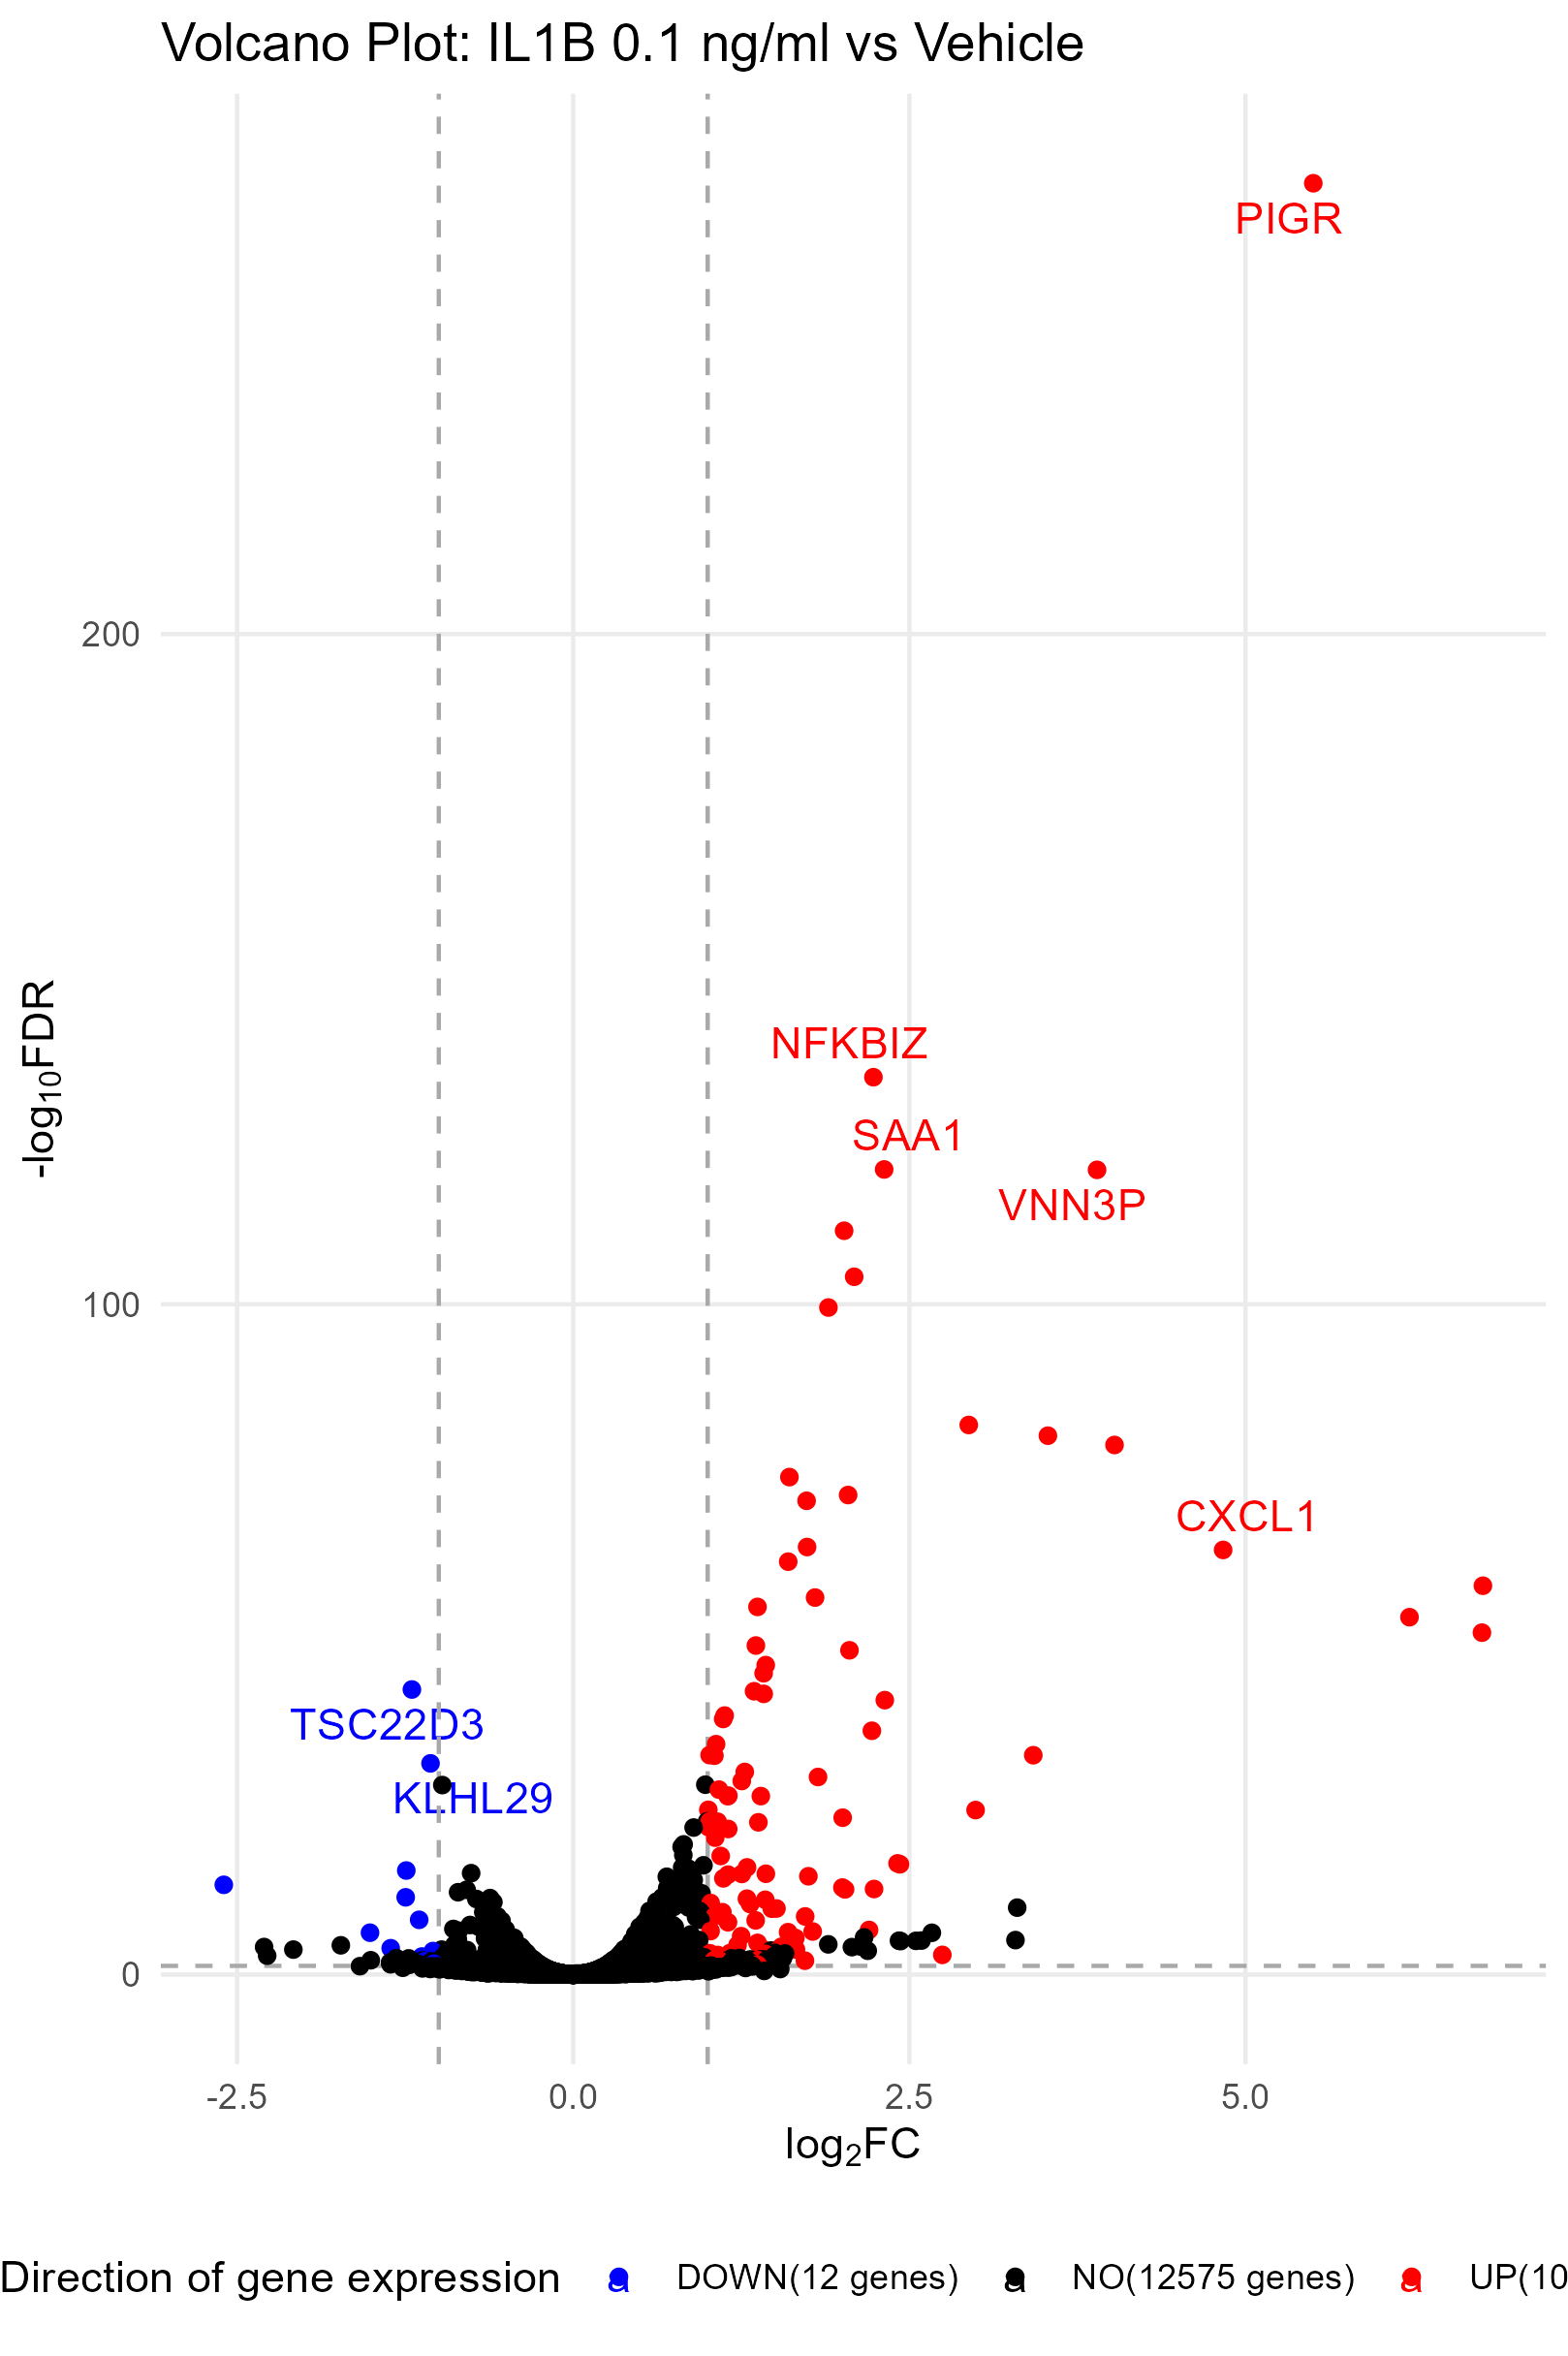 Volcano Plot: IL1B 0.1 ng/ml vs Vehicle
PIGR
200
NFKBIZ
SAA1
VNN3P
-log10FDR
100
CXCL1
TSC22D3
KLHL29
0
-2.5 0.0 2.5 5.0
log2FC
Direction of gene expression a DOWN(12 genes) a NO(12575 genes) a UP(10